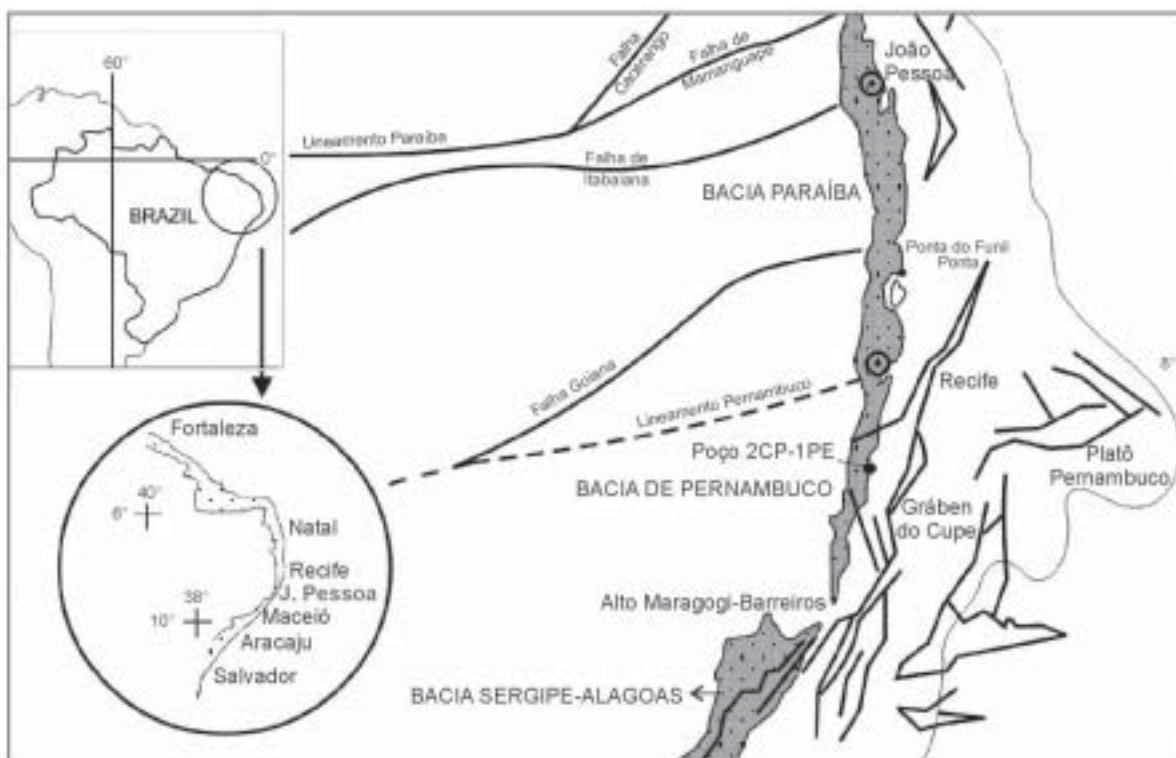 60°
0°
BRAZIL
Fortaleza
40°
6°
Natal
Recife
J. Pessoa
38°
10°
Maceió
Aracaju
Salvador
Falha
Falha de
Mamanguape
Lineamento Paraíba
Falha de
Itabaiana
João
Pessoa
BACIA PARAÍBA
Ponta do Funil
Ponta
Falha Goiana
Lineamento Pernambuco
Recife
Poço 2CP-1PE
BACIA DE PERNAMBUCO
Platô
Pernambuco
Gráben
do Cupe
Alto Maragogi-Barreiros
BACIA SERGIPE-ALAGOAS